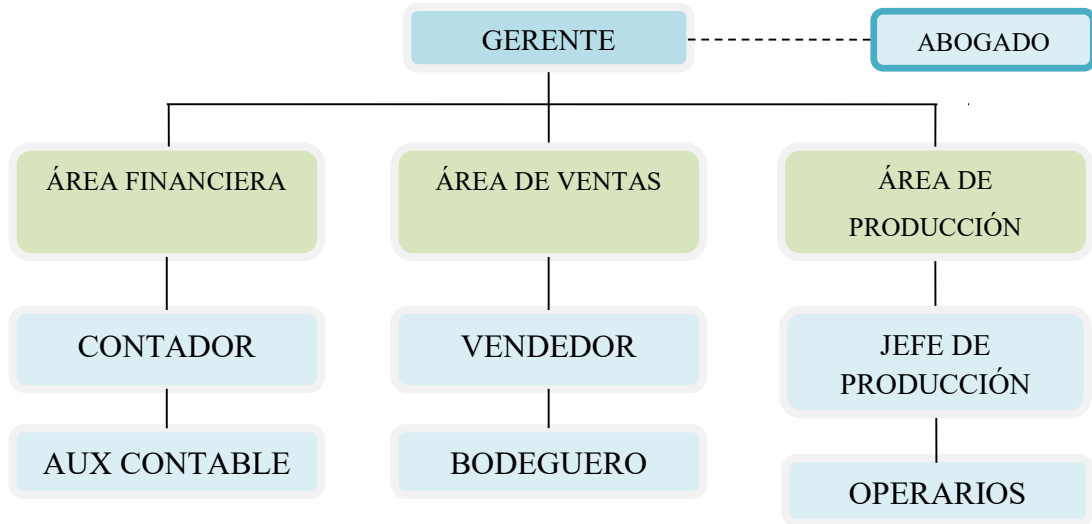 GERENTE
ABOGADO
ÁREA FINANCIERA
ÁREA DE VENTAS
ÁREA DE
PRODUCCIÓN
CONTADOR
VENDEDOR
JEFE DE
PRODUCCIÓN
AUX CONTABLE
BODEGUERO
OPERARIOS